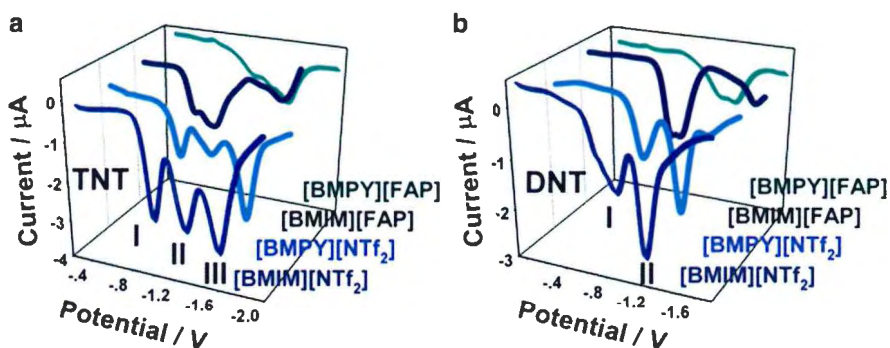 a
0
-1
-2
-3
-4
Current / μA
TNT
I
II
III
[BMPY][FAP]
[BMIM][FAP]
[BMPY][NTf₂]
[BMIM][NTf₂]
-.4
-.8
-1.2
-1.6
-2.0
Potential / V
b
0
-1
-2
-3
Current / μA
DNT
I
II
[BMPY][FAP]
[BMIM][FAP]
[BMPY][NTf₂]
[BMIM][NTf₂]
-.4
-.8
-1.2
-1.6
Potential / V